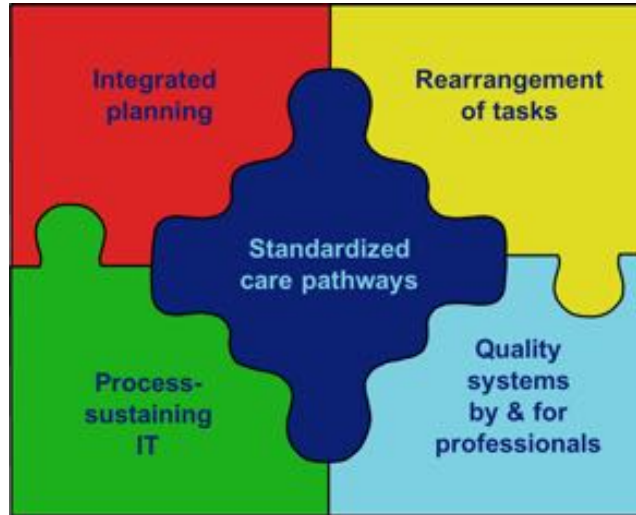 Integrated
planning
Rearrangement
of tasks
Standardized
care pathways
Process-
sustaining
IT
Quality
systems
by & for
professionals